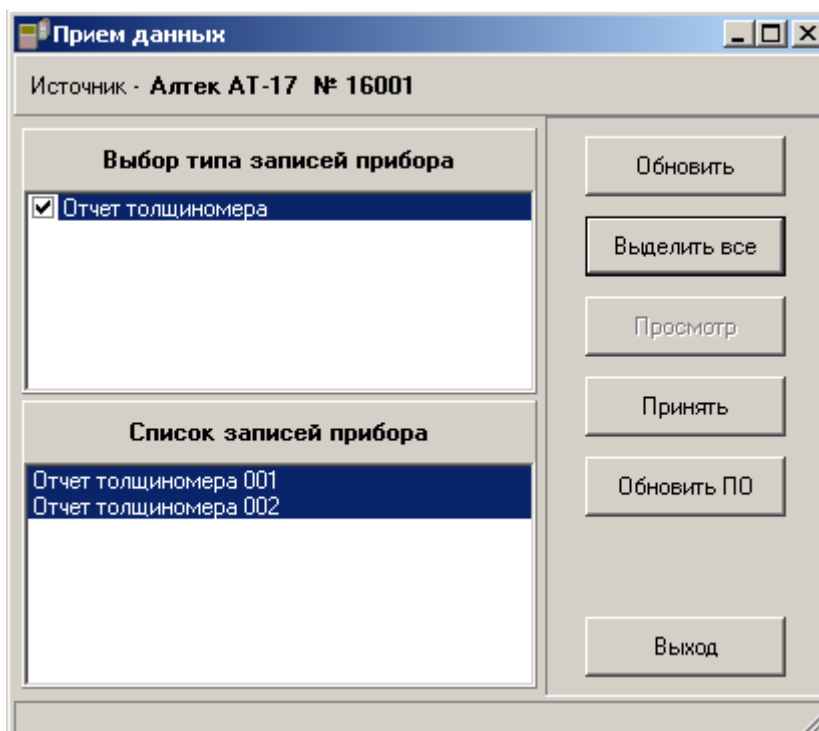 Прием данных
Источник - Алтек АТ-17 № 16001
Выбор типа записей прибора
Отчет толщиномера
Список записей прибора
Отчет толщиномера 001
Отчет толщиномера 002
Обновить
Выделить все
Просмотр
Принять
Обновить ПО
Выход